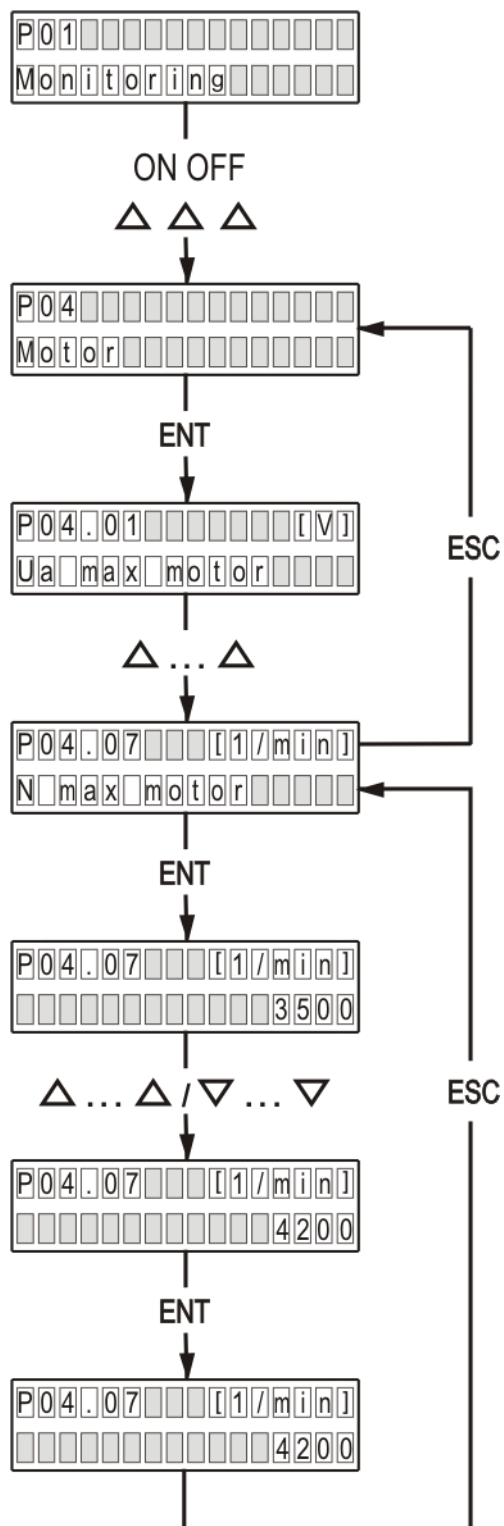 P01
Monitoring
ON OFF
△ △ △
P04
Motor
ENT
P04.01 [V]
Ua max motor
ESC
△ ... △
P04.07 [1/min]
N max motor
ENT
P04.07 [1/min]
3500
△ ... △ / ▽ ... ▽
ESC
P04.07 [1/min]
4200
ENT
P04.07 [1/min]
4200